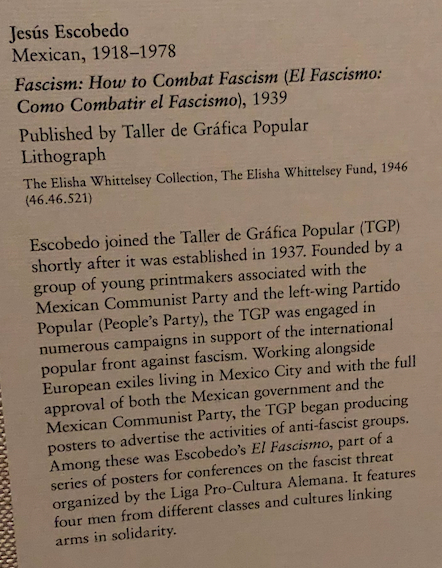 Jesús Escobedo
Mexican, 1918–1978
Fascism: How to Combat Fascism (El Fascismo:
Como Combatir el Fascismo), 1939
Published by Taller de Gráfica Popular
Lithograph
The Elisha Whittelsey Collection, The Elisha Whittelsey Fund, 1946
(46.46.521)
Escobedo joined the Taller de Gráfica Popular (TGP)
shortly after it was established in 1937. Founded by a
group of young printmakers associated with the
Mexican Communist Party and the left-wing Partido
Popular (People's Party), the TGP was engaged in
numerous campaigns in support of the international
popular front against fascism. Working alongside
European exiles living in Mexico City and with the full
approval of both the Mexican government and the
Mexican Communist Party, the TGP began producing
posters to advertise the activities of anti-fascist groups.
Among these was Escobedo's El Fascismo, part of a
series of posters for conferences on the fascist threat
organized by the Liga Pro-Cultura Alemana. It features
four men from different classes and cultures linking
arms in solidarity.